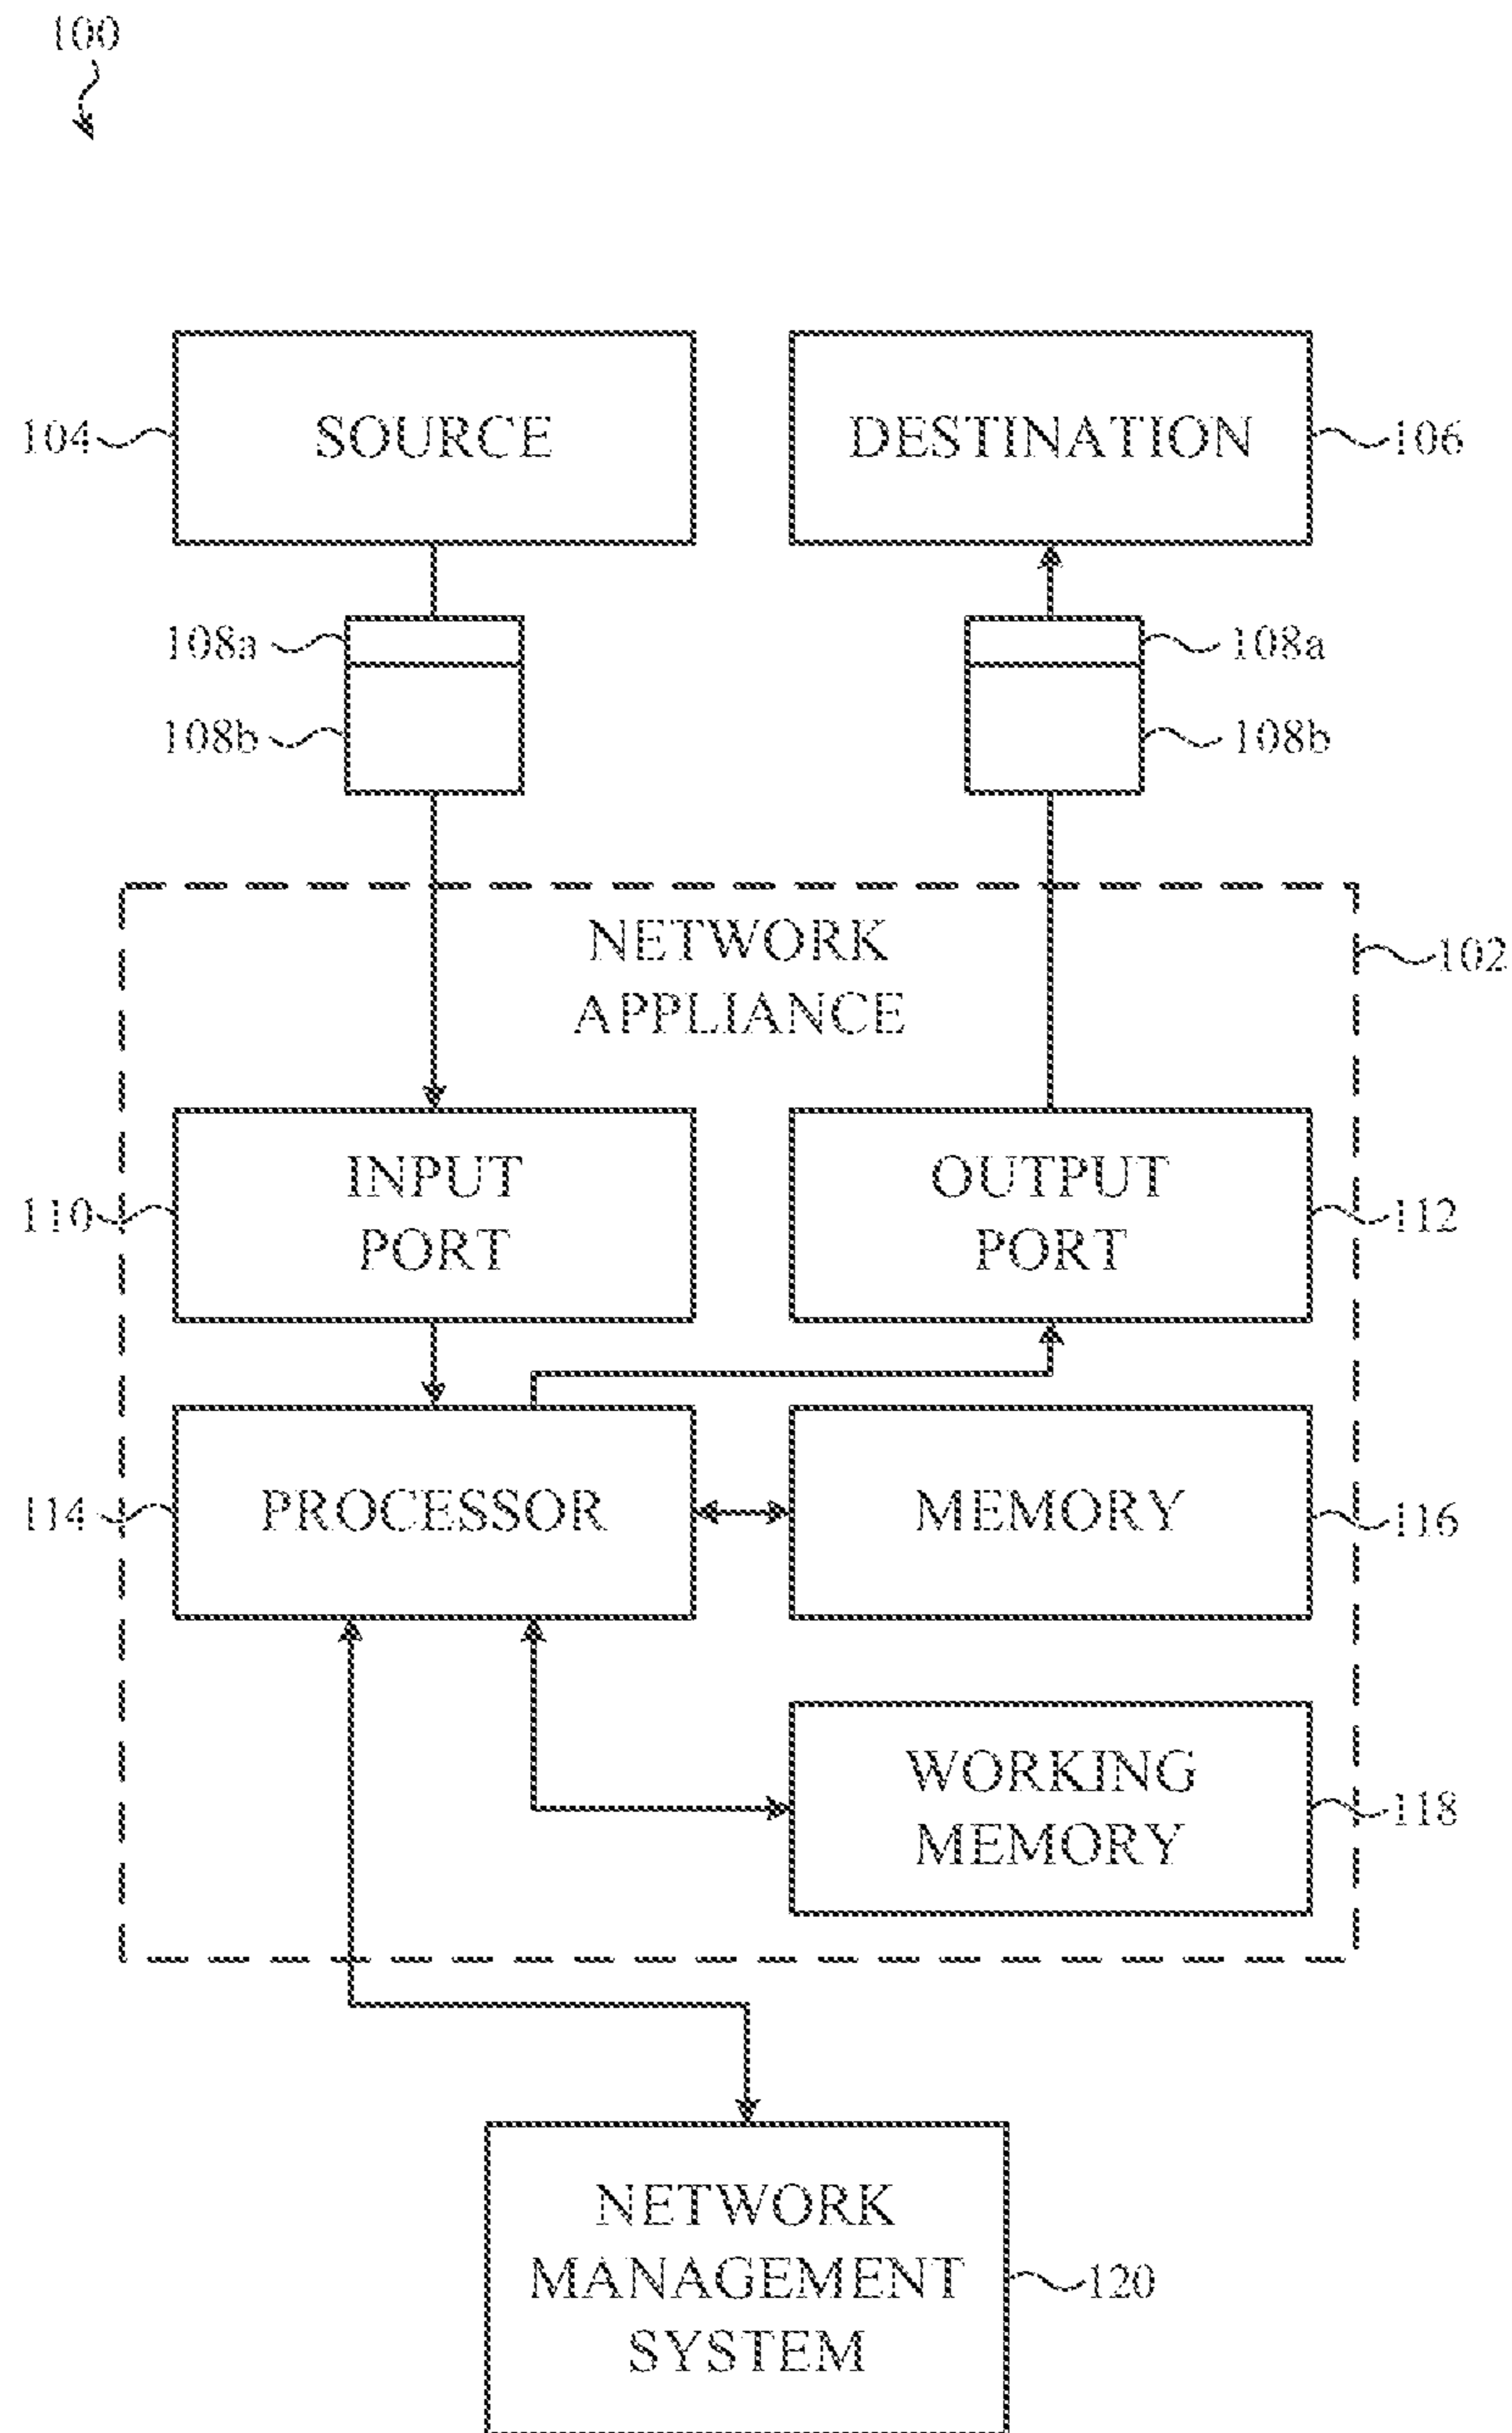 100
SOURCE
DESTINATION
104
106
108a
108a
108b
108b
NETWORK
APPLIANCE
102
INPUT
PORT
OUTPUT
PORT
110
112
PROCESSOR
MEMORY
114
116
WORKING
MEMORY
118
NETWORK
MANAGEMENT
SYSTEM
120